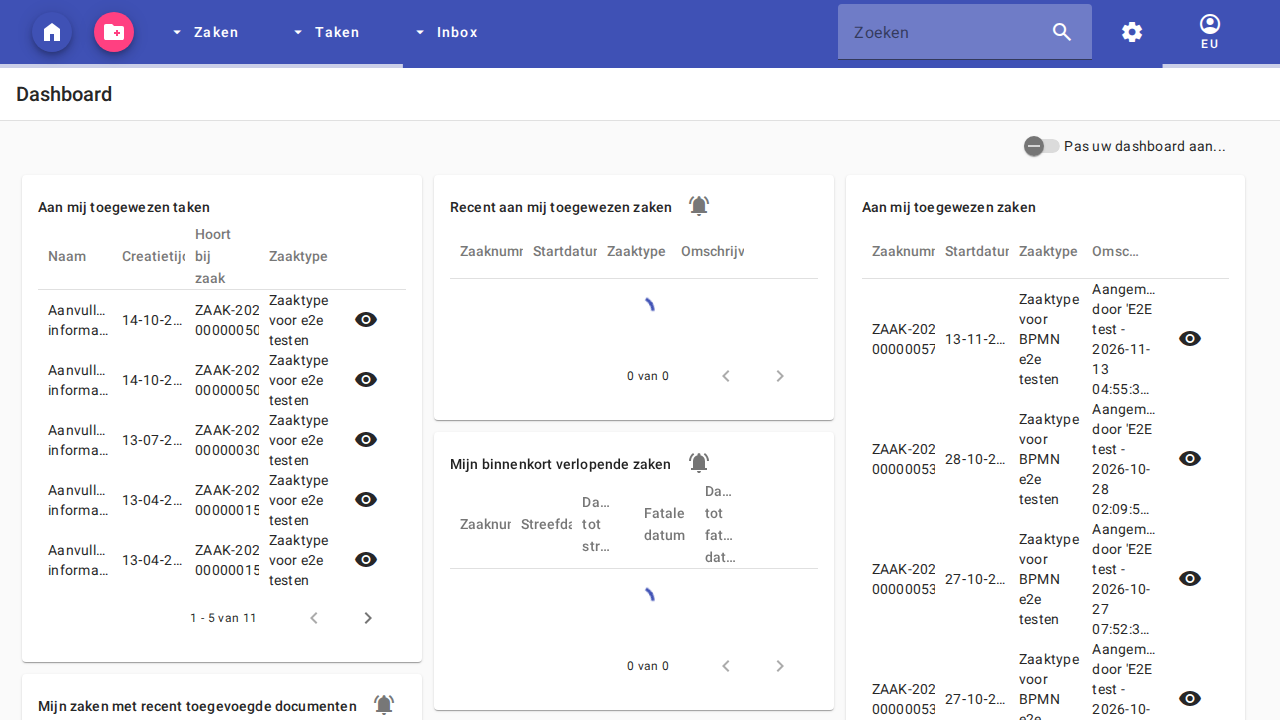 Zaken
Taken
Inbox
Zoeken
EU
Dashboard
Pas uw dashboard aan...
Aan mij toegewezen taken
Naam
Creatietijd
Hoort
bij
zaak
Zaaktype
Aanvull...
informa...
14-10-2...
ZAAK-202
00000050
Zaaktype
voor e2e
testen
Aanvull...
informa...
14-10-2...
ZAAK-202
00000050
Zaaktype
voor e2e
testen
Aanvull...
informa...
13-07-2...
ZAAK-202
00000030
Zaaktype
voor e2e
testen
Aanvull...
informa...
13-04-2...
ZAAK-202
00000015
Zaaktype
voor e2e
testen
Aanvull...
informa...
13-04-2...
ZAAK-202
00000015
Zaaktype
voor e2e
testen
1 - 5 van 11
Mijn zaken met recent toegevoegde documenten
Recent aan mij toegewezen zaken
Zaaknumm
Startdatum
Zaaktype
Omschrijv
0 van 0
Mijn binnenkort verlopende zaken
Zaaknum
Streefda
Da...
tot
str...
Fatale
datum
Da...
tot
fat...
dat...
0 van 0
Aan mij toegewezen zaken
Zaaknumm
Startdatum
Zaaktype
Omsc...
ZAAK-202
00000057
13-11-2...
Zaaktype
voor
BPMN
e2e
testen
Aangem...
door 'E2E
test -
2026-11-
13
04:55:3...
ZAAK-202
00000053
28-10-2...
Zaaktype
voor
BPMN
e2e
testen
Aangem...
door 'E2E
test -
2026-10-
28
02:09:5...
ZAAK-202
00000053
27-10-2...
Zaaktype
voor
BPMN
e2e
testen
Aangem...
door 'E2E
test -
2026-10-
27
07:52:3...
ZAAK-202
00000053
27-10-2...
Zaaktype
voor
BPMN
e2e
Aangem...
door 'E2E
test -
2026-10-